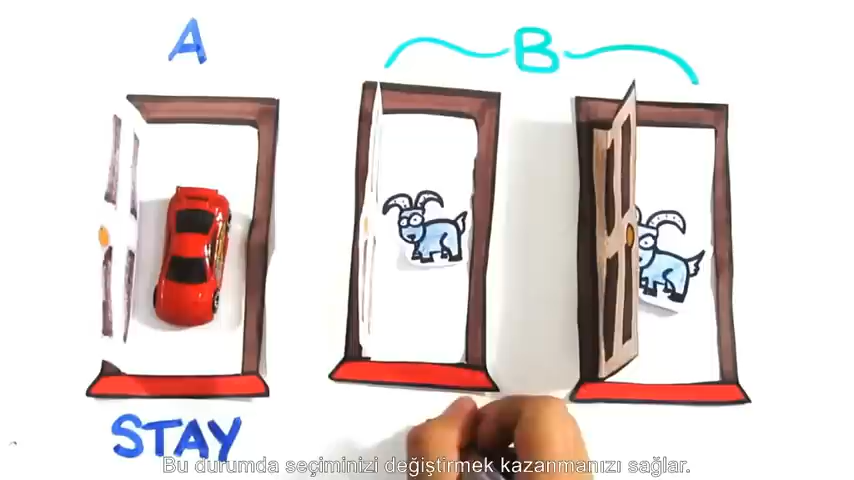 A
B
STAY
Bu durumda seçiminizi değiştirmek kazanmanızı sağlar.